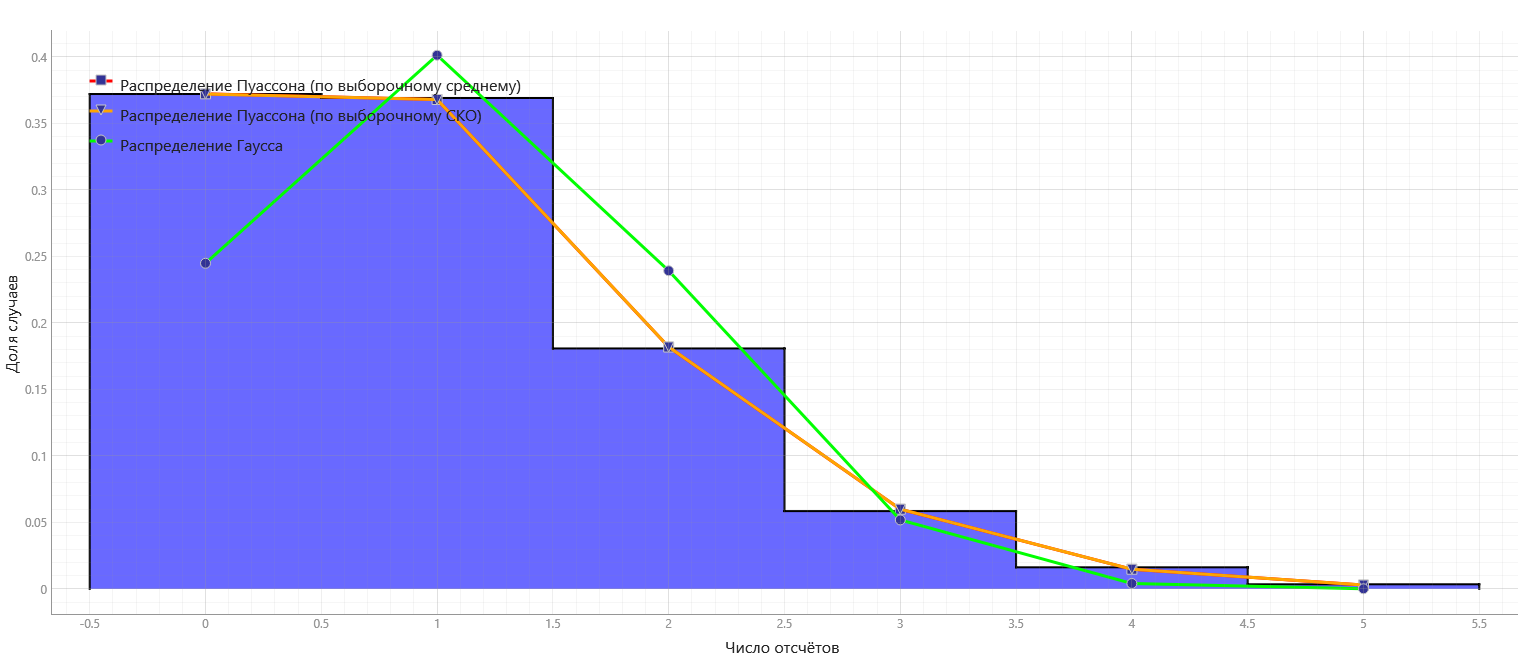 0.4
Распределение Пуассона (по выборочному среднему)
Распределение Пуассона (по выборочному СКО)
0.35
Распределение Гаусса
0.3
0.25
Доля случаев
0.2
0.15
0.1
0.05
0
-0.5 0 0.5 1 1.5 2 2.5 3 3.5 4 4.5 5 5.5
Число отсчётов